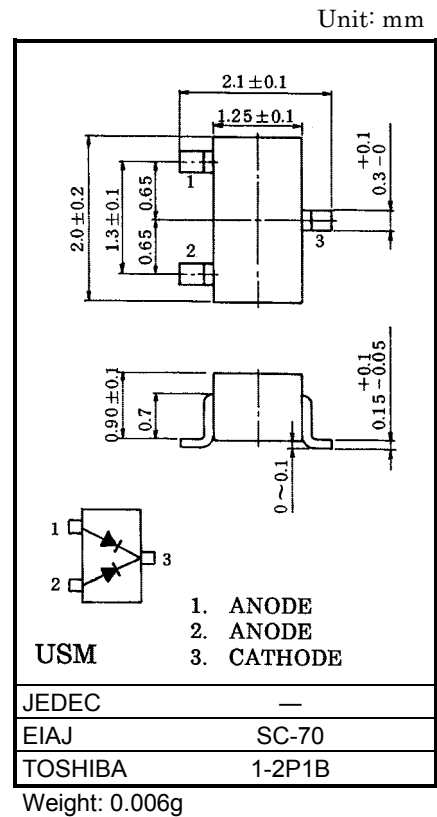 Unit: mm
2.1±0.1
1.25±0.1
+0.1
0.3-0
2.0±0.2
1.3±0.1
0.65
0.65
1
2
3
0.90±0.1
0.7
+0.1
0.15-0.05
0~0.1
1
2
3
1. ANODE
2. ANODE
USM 3. CATHODE
JEDEC —
EIAJ SC-70
TOSHIBA 1-2P1B
Weight: 0.006g